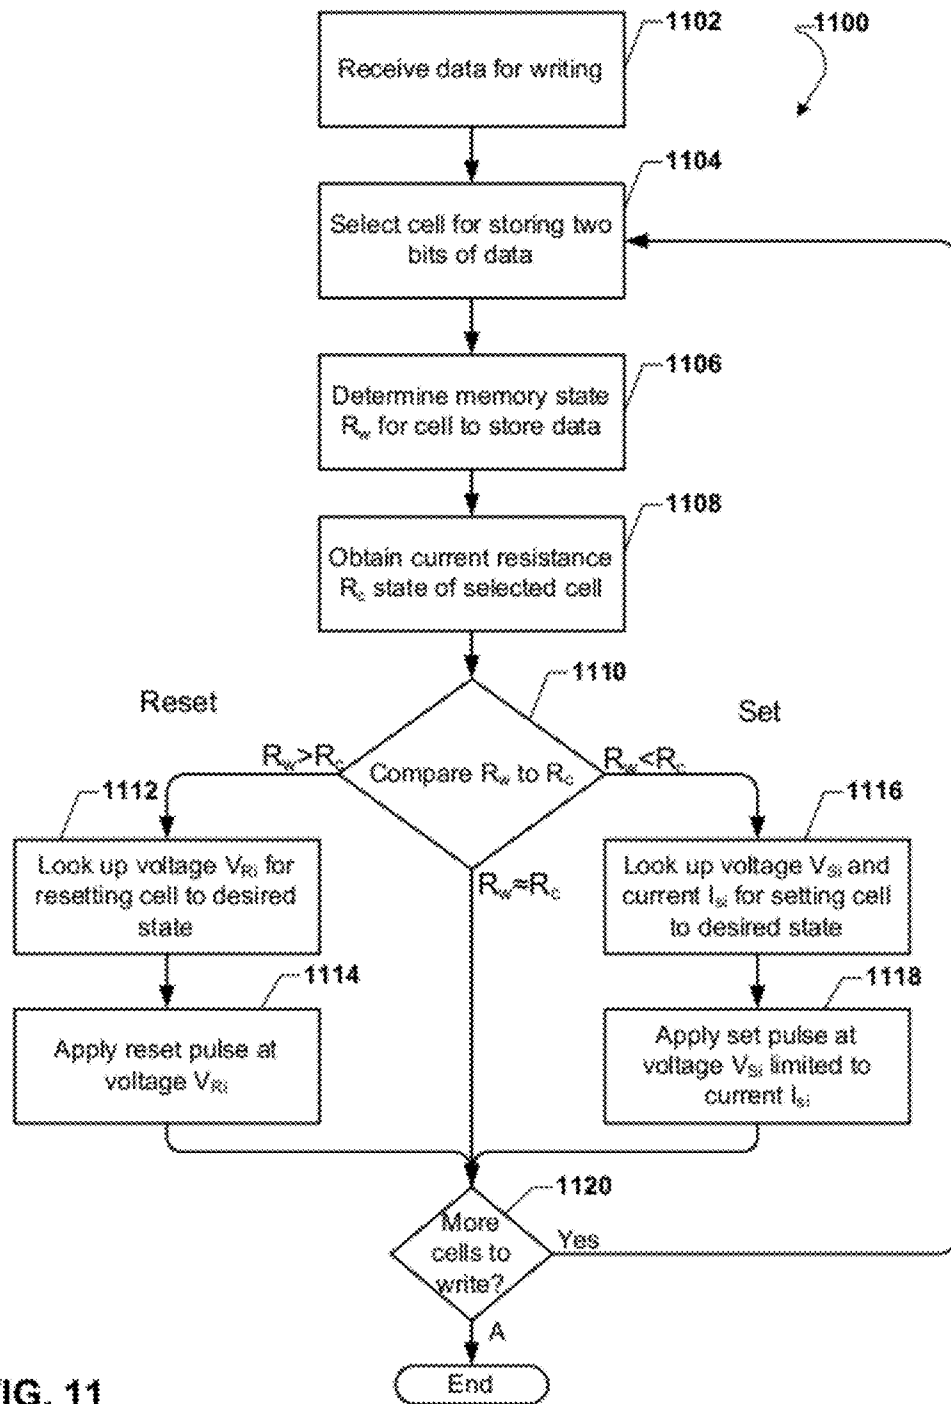 1102
1100
Receive data for writing
1104
Select cell for storing two
bits of data
1106
Determine memory state
Rw for cell to store data
1108
Obtain current resistance
Rc state of selected cell
1110
Reset
Set
Rw>Rc
Compare Rw to Rc
Rw<Rc
1112
1116
Look up voltage VRi for
resetting cell to desired
state
Rw≈Rc
Look up voltage VSi and
current Isi for setting cell
to desired state
1114
1118
Apply reset pulse at
voltage VRi
Apply set pulse at
voltage VSi limited to
current Isi
1120
More
cells to
write?
Yes
A
End
IG. 11